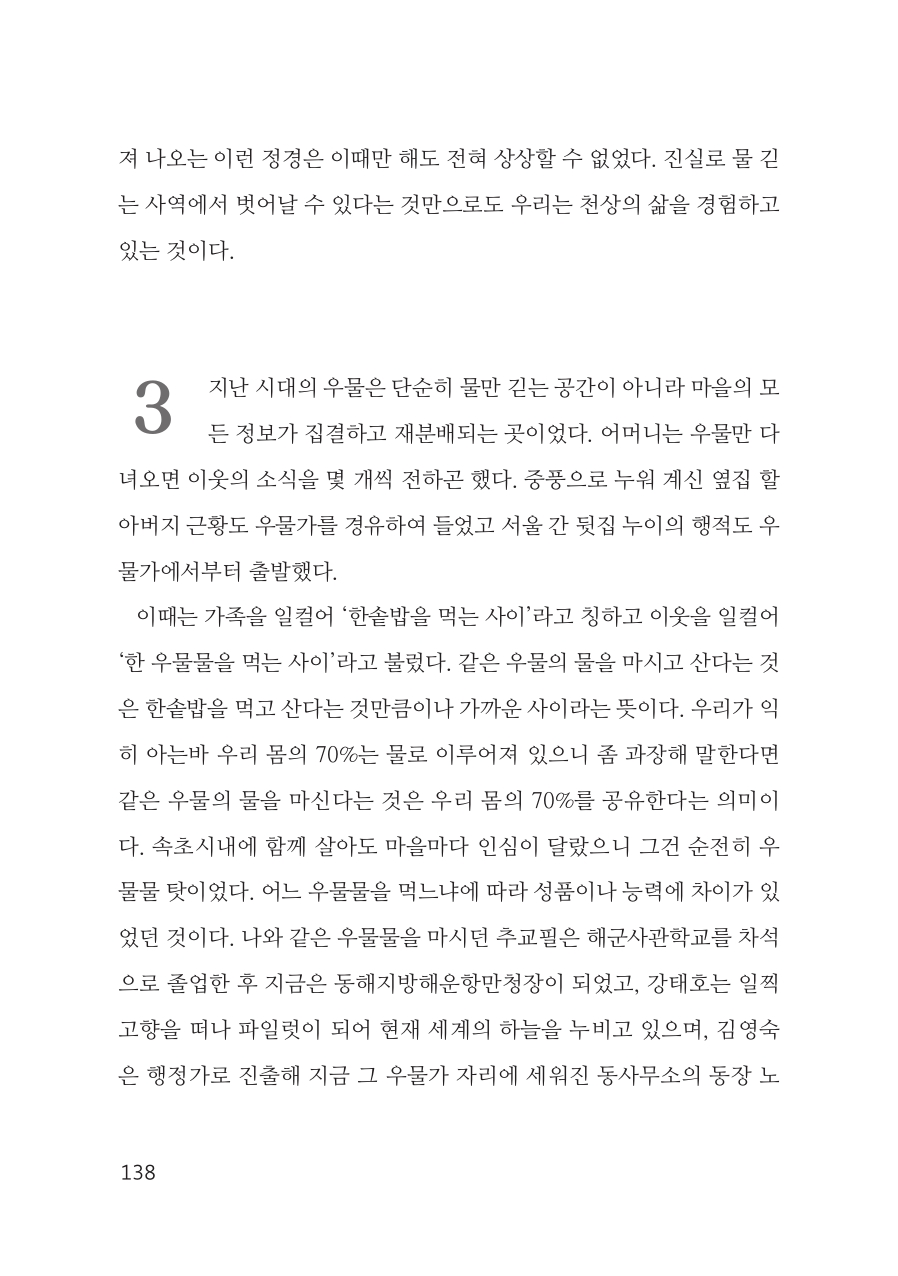 져 나오는 이런 정경은 이때만 해도 전혀 상상할 수 없었다. 진실로 물 긷
는 사역에서 벗어날 수 있다는 것만으로도 우리는 천상의 삶을 경험하고
있는 것이다.
3
지난 시대의 우물은 단순히 물만 긷는 공간이 아니라 마을의 모
든 정보가 집결하고 재분배되는 곳이었다. 어머니는 우물만 다
녀오면 이웃의 소식을 몇 개씩 전하곤 했다. 중풍으로 누워 계신 옆집 할
아버지 근황도 우물가를 경유하여 들었고 서울 간 뒷집 누이의 행적도 우
물가에서부터 출발했다.
이때는 가족을 일컬어 ‘한솥밥을 먹는 사이’라고 칭하고 이웃을 일컬어
‘한 우물물을 먹는 사이’라고 불렀다. 같은 우물의 물을 마시고 산다는 것
은 한솥밥을 먹고 산다는 것만큼이나 가까운 사이라는 뜻이다. 우리가 익
히 아는바 우리 몸의 70%는 물로 이루어져 있으니 좀 과장해 말한다면
같은 우물의 물을 마신다는 것은 우리 몸의 70%를 공유한다는 의미이
다. 속초시내에 함께 살아도 마을마다 인심이 달랐으니 그건 순전히 우
물물 탓이었다. 어느 우물물을 먹느냐에 따라 성품이나 능력에 차이가 있
었던 것이다. 나와 같은 우물물을 마시던 추교필은 해군사관학교를 차석
으로 졸업한 후 지금은 동해지방해운항만청장이 되었고, 강태호는 일찍
고향을 떠나 파일럿이 되어 현재 세계의 하늘을 누비고 있으며, 김영숙
은 행정가로 진출해 지금 그 우물가 자리에 세워진 동사무소의 동장 노
138